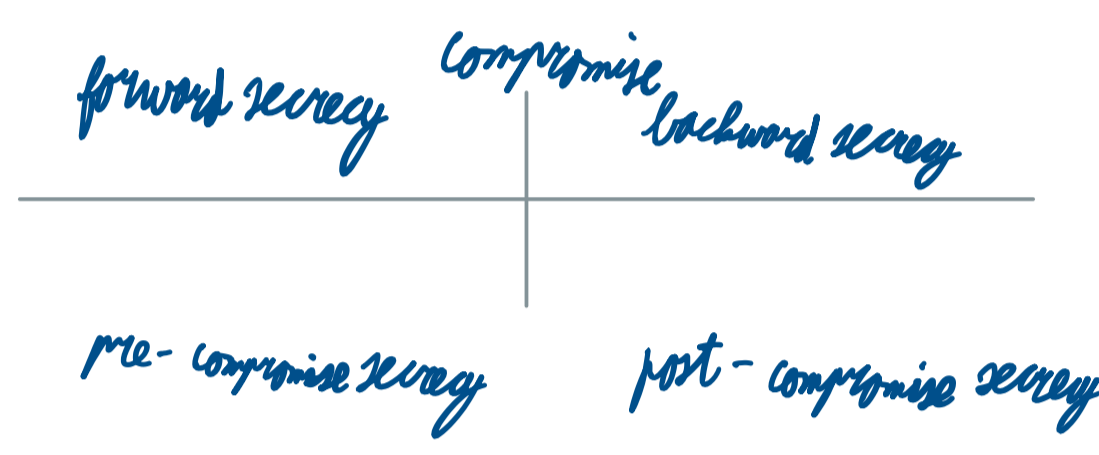 compromise
forward secrecy
backward secrecy
pre-compromise secrecy
post-compromise secrecy